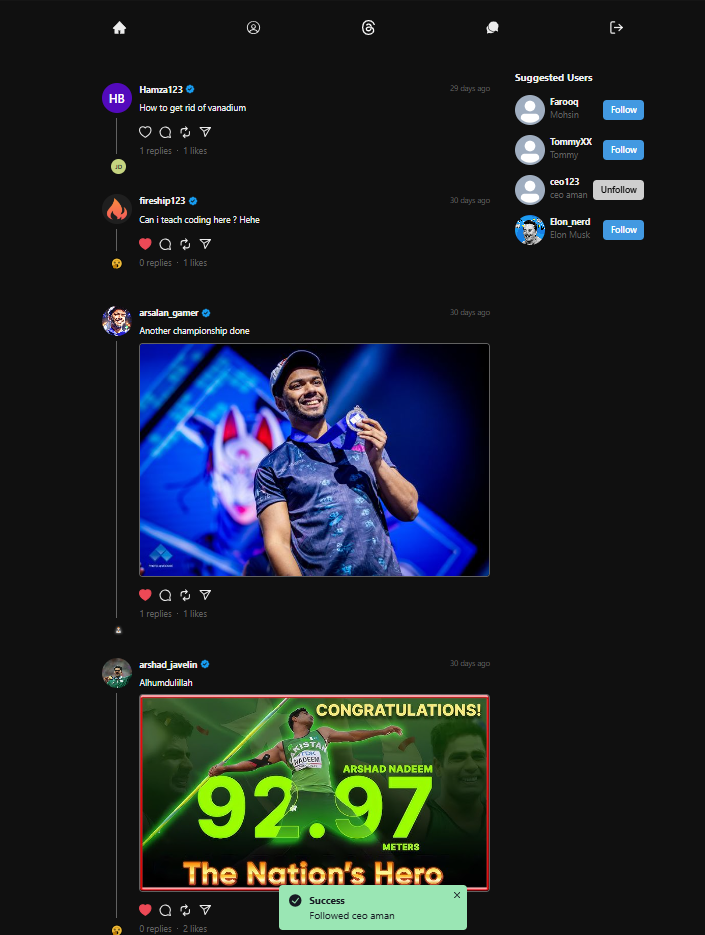 Suggested Users
HB
Hamza123
29 days ago
How to get rid of vanadium
1 replies · 1 likes
JD
Farooq
Mohsin
Follow
TommyXX
Tommy
Follow
ceo123
ceo aman
Unfollow
Elon_nerd
Elon Musk
Follow
fireship123
30 days ago
Can i teach coding here ? Hehe
0 replies · 1 likes
arsalan_gamer
30 days ago
Another championship done
1 replies · 1 likes
arshad_javelin
30 days ago
Alhumdulillah
CONGRATULATIONS!
NADEEM
ARSHAD NADEEM
92.97
METERS
The Nation's Hero
0 replies · 2 likes
Success
Followed ceo aman